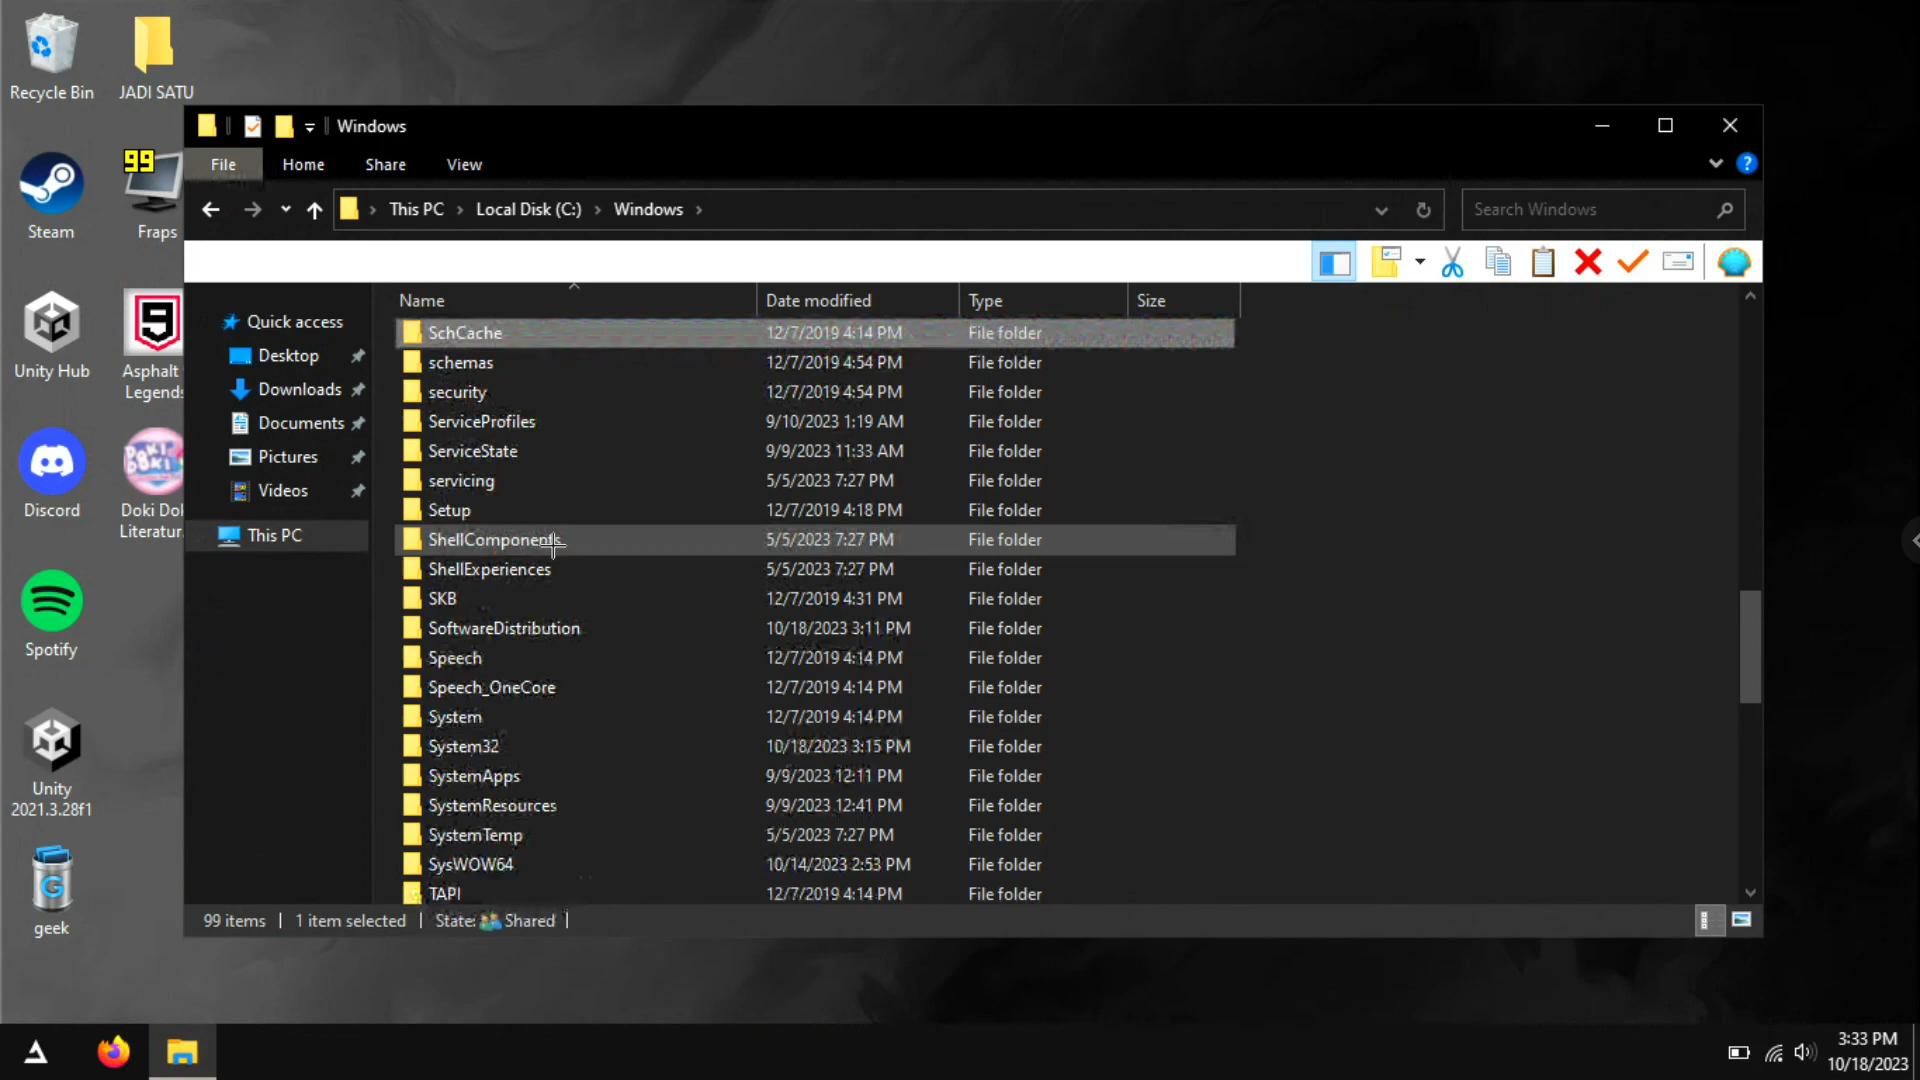 Recycle Bin
JADI SATU
Steam
99
Fraps
Unity Hub
Asphalt
Legends
Discord
DOKI DOKI
Doki Dok
Literatur.
Spotify
Unity
2021.3.28f1
G
geek
Windows
File Home Share View
?
This PC > Local Disk (C:) > Windows >
Search Windows
Quick access
Desktop
Downloads
Documents
Pictures
Videos
This PC
Name Date modified Type Size
SchCache 12/7/2019 4:14 PM File folder
schemas 12/7/2019 4:54 PM File folder
security 12/7/2019 4:54 PM File folder
ServiceProfiles 9/10/2023 1:19 AM File folder
ServiceState 9/9/2023 11:33 AM File folder
servicing 5/5/2023 7:27 PM File folder
Setup 12/7/2019 4:18 PM File folder
ShellComponents 5/5/2023 7:27 PM File folder
ShellExperiences 5/5/2023 7:27 PM File folder
SKB 12/7/2019 4:31 PM File folder
SoftwareDistribution 10/18/2023 3:11 PM File folder
Speech 12/7/2019 4:14 PM File folder
Speech_OneCore 12/7/2019 4:14 PM File folder
System 12/7/2019 4:14 PM File folder
System32 10/18/2023 3:15 PM File folder
SystemApps 9/9/2023 12:11 PM File folder
SystemResources 9/9/2023 12:41 PM File folder
SystemTemp 5/5/2023 7:27 PM File folder
SysWOW64 10/14/2023 2:53 PM File folder
TAPI 12/7/2019 4:14 PM File folder
99 items | 1 item selected | State: Shared |
3:33 PM
10/18/2023